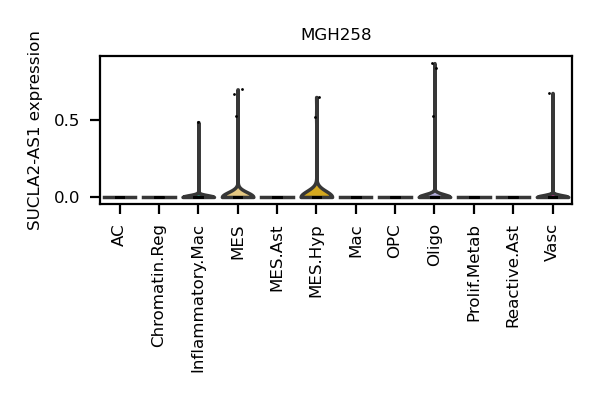 MGH258
SUCLA2-AS1 expression
0.5
0.0
AC
Chromatin.Reg
Inflammatory.Mac
MES
MES.Ast
MES.Hyp
Mac
OPC
Oligo
Prolif.Metab
Reactive.Ast
Vasc